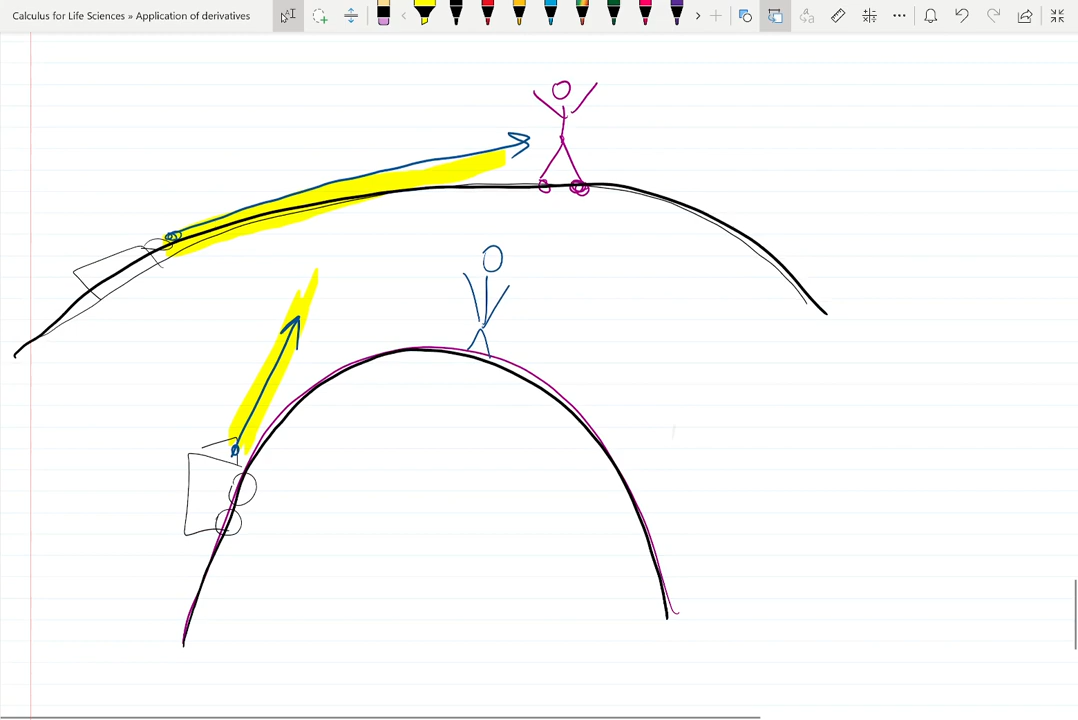 Calculus for Life Sciences » Application of derivatives